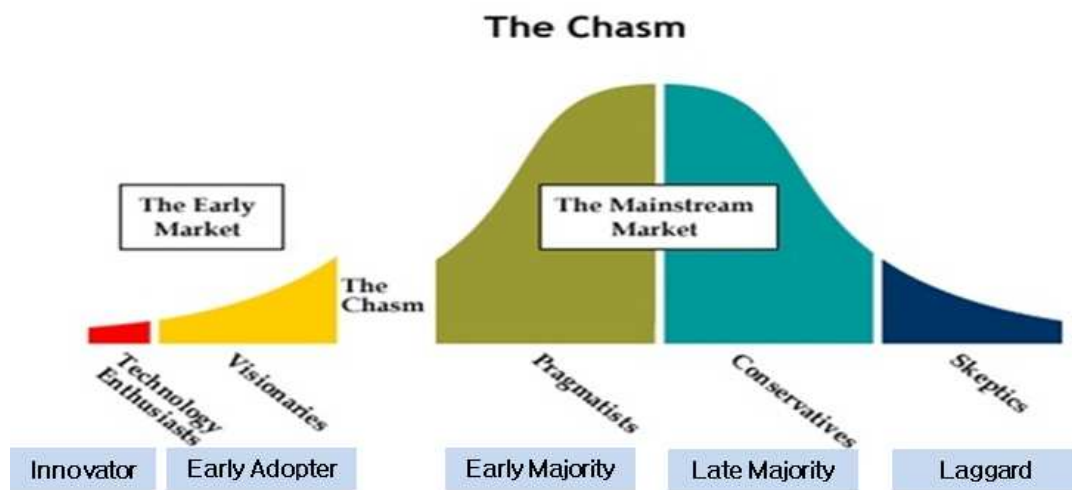 The Chasm
The Early
Market
The Mainstream
Market
The
Chasm
Technology
Enthusiasts
Visionaries
Pragmatists
Conservatives
Skeptics
Innovator
Early Adopter
Early Majority
Late Majority
Laggard